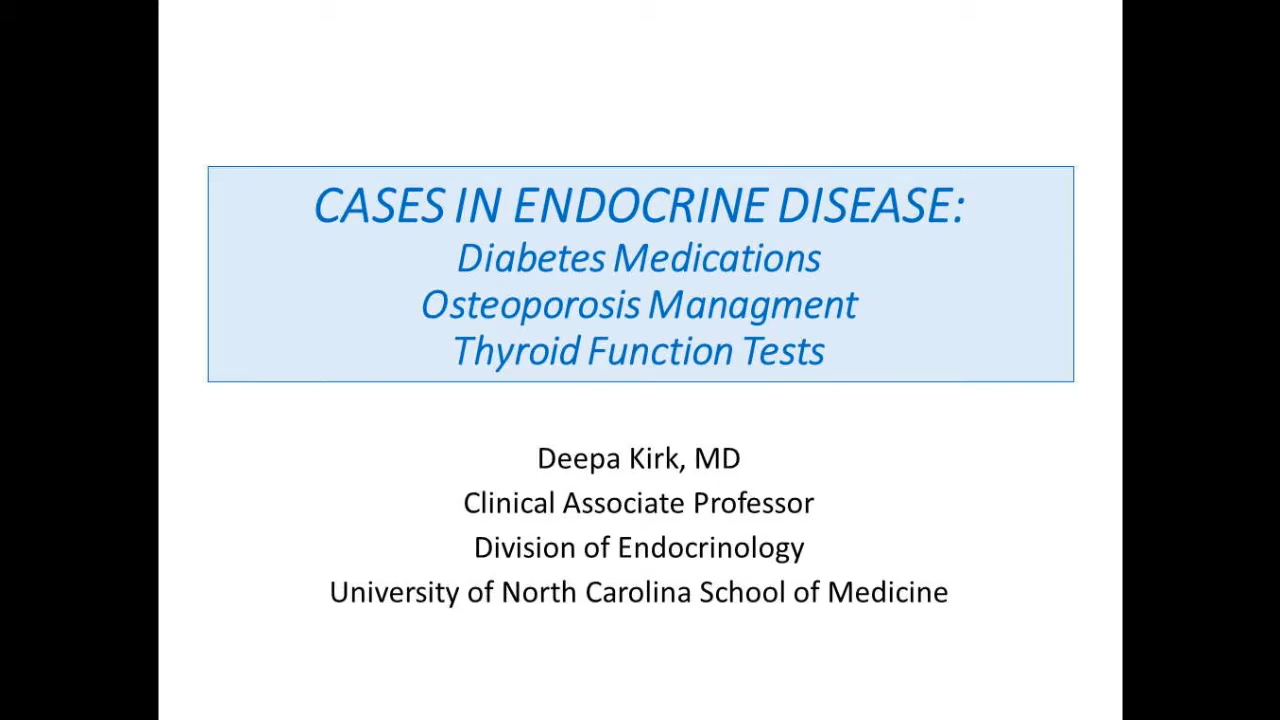 CASES IN ENDOCRINE DISEASE:
Diabetes Medications
Osteoporosis Managment
Thyroid Function Tests
Deepa Kirk, MD
Clinical Associate Professor
Division of Endocrinology
University of North Carolina School of Medicine